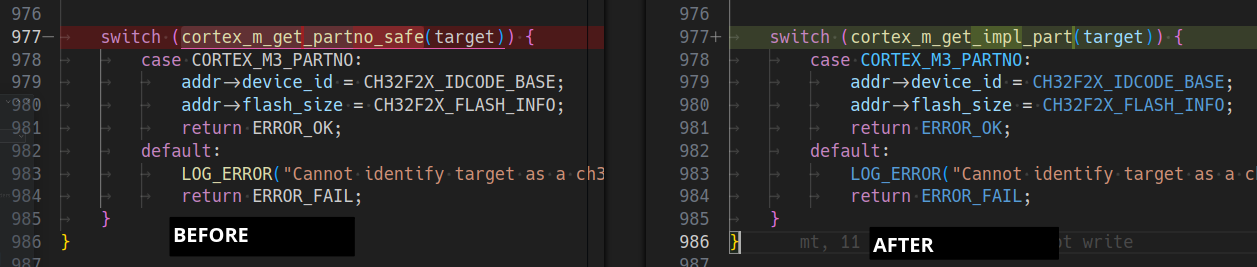 976
977− switch (cortex_m_get_partno_safe(target)) {
978 case CORTEX_M3_PARTNO:
979 addr->device_id = CH32F2X_IDCODE_BASE;
980 addr->flash_size = CH32F2X_FLASH_INFO;
981 return ERROR_OK;
982 default:
983 LOG_ERROR("Cannot identify target as a ch3
984 return ERROR_FAIL;
985 }
986 }
987
BEFORE
976
977+ switch (cortex_m_get_impl_part(target)) {
978 case CORTEX_M3_PARTNO:
979 addr->device_id = CH32F2X_IDCODE_BASE;
980 addr->flash_size = CH32F2X_FLASH_INFO;
981 return ERROR_OK;
982 default:
983 LOG_ERROR("Cannot identify target as a c
984 return ERROR_FAIL;
985 }
986 } mt, 11 write
987
AFTER